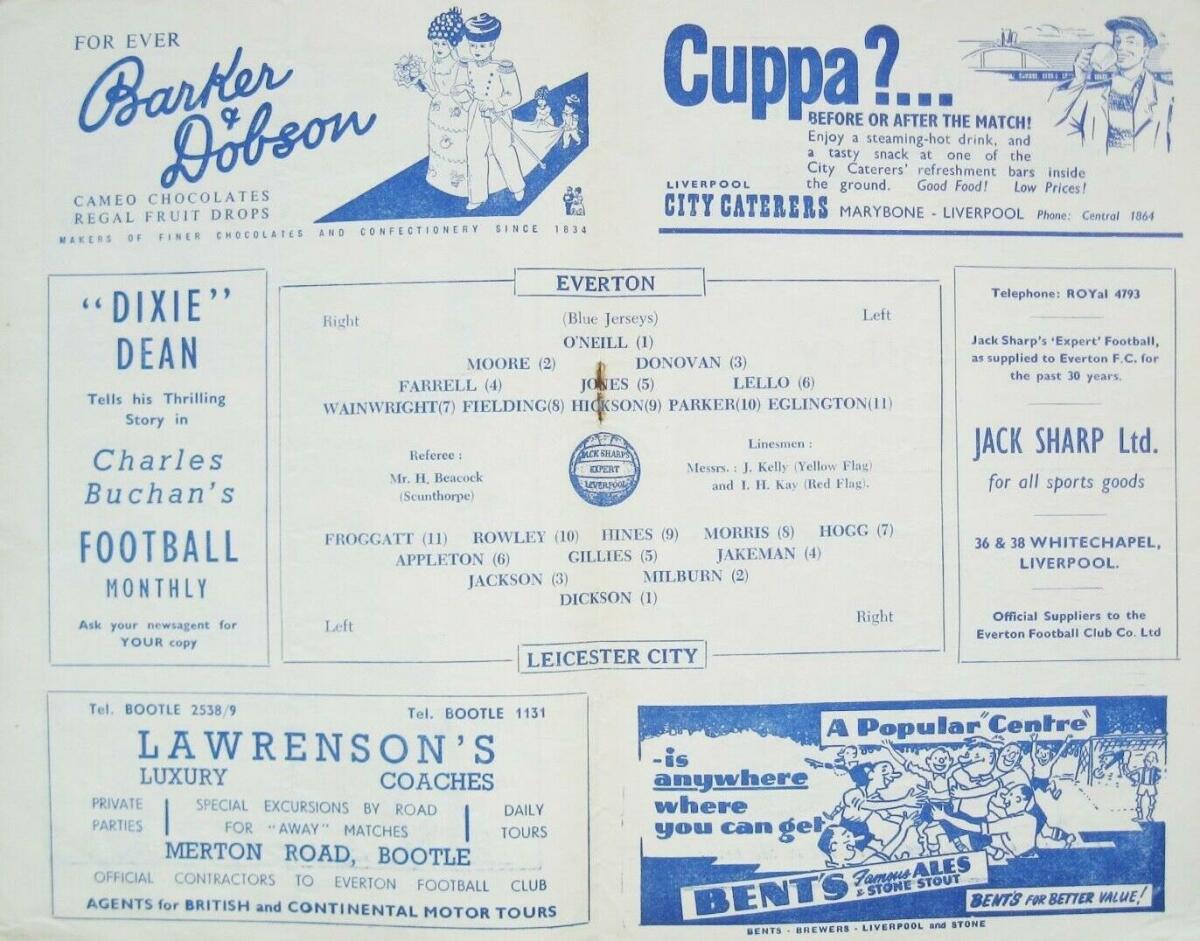 FOR EVER
Barker
&
Dobson
CAMEO CHOCOLATES
REGAL FRUIT DROPS
MAKERS OF FINER CHOCOLATES AND CONFECTIONERY SINCE 1834
Cuppa?....
BEFORE OR AFTER THE MATCH!
Enjoy a steaming-hot drink, and
a tasty snack at one of the
City Caterers' refreshment bars inside
the ground. Good Food! Low Prices!
LIVERPOOL
CITY CATERERS MARYBONE - LIVERPOOL Phone: Central 1864
"DIXIE"
DEAN
Tells his Thrilling
Story in
Charles
Buchan's
FOOTBALL
MONTHLY
Ask your newsagent for
YOUR copy
EVERTON
Right (Blue Jerseys) Left
O'NEILL (1)
MOORE (2) DONOVAN (3)
FARRELL (4) JONES (5) LELLO (6)
WAINWRIGHT(7) FIELDING(8) HICKSON(9) PARKER(10) EGLINGTON(11)
Referee :
Mr. H. Beacock
(Scunthorpe)
JACK SHARP'S
EXPERT
LIVERPOOL
Linesmen :
Messrs. : J. Kelly (Yellow Flag)
and I. H. Kay (Red Flag).
FROGGATT (11) ROWLEY (10) HINES (9) MORRIS (8) HOGG (7)
APPLETON (6) GILLIES (5) JAKEMAN (4)
JACKSON (3) MILBURN (2)
DICKSON (1)
Left Right
LEICESTER CITY
Telephone: ROYal 4793
Jack Sharp's 'Expert' Football,
as supplied to Everton F.C. for
the past 30 years.
JACK SHARP Ltd.
for all sports goods
36 & 38 WHITECHAPEL,
LIVERPOOL.
Official Suppliers to the
Everton Football Club Co. Ltd
Tel. BOOTLE 2538/9 Tel. BOOTLE 1131
LAWRENSON'S
LUXURY COACHES
PRIVATE PARTIES
SPECIAL EXCURSIONS BY ROAD
FOR "AWAY" MATCHES
DAILY TOURS
MERTON ROAD, BOOTLE
OFFICIAL CONTRACTORS TO EVERTON FOOTBALL CLUB
AGENTS for BRITISH and CONTINENTAL MOTOR TOURS
A Popular "Centre"
-is
anywhere
where
you can get
BENT'S Famous ALES
& STONE STOUT
BENT'S FOR BETTER VALUE!
BENTS - BREWERS - LIVERPOOL and STONE